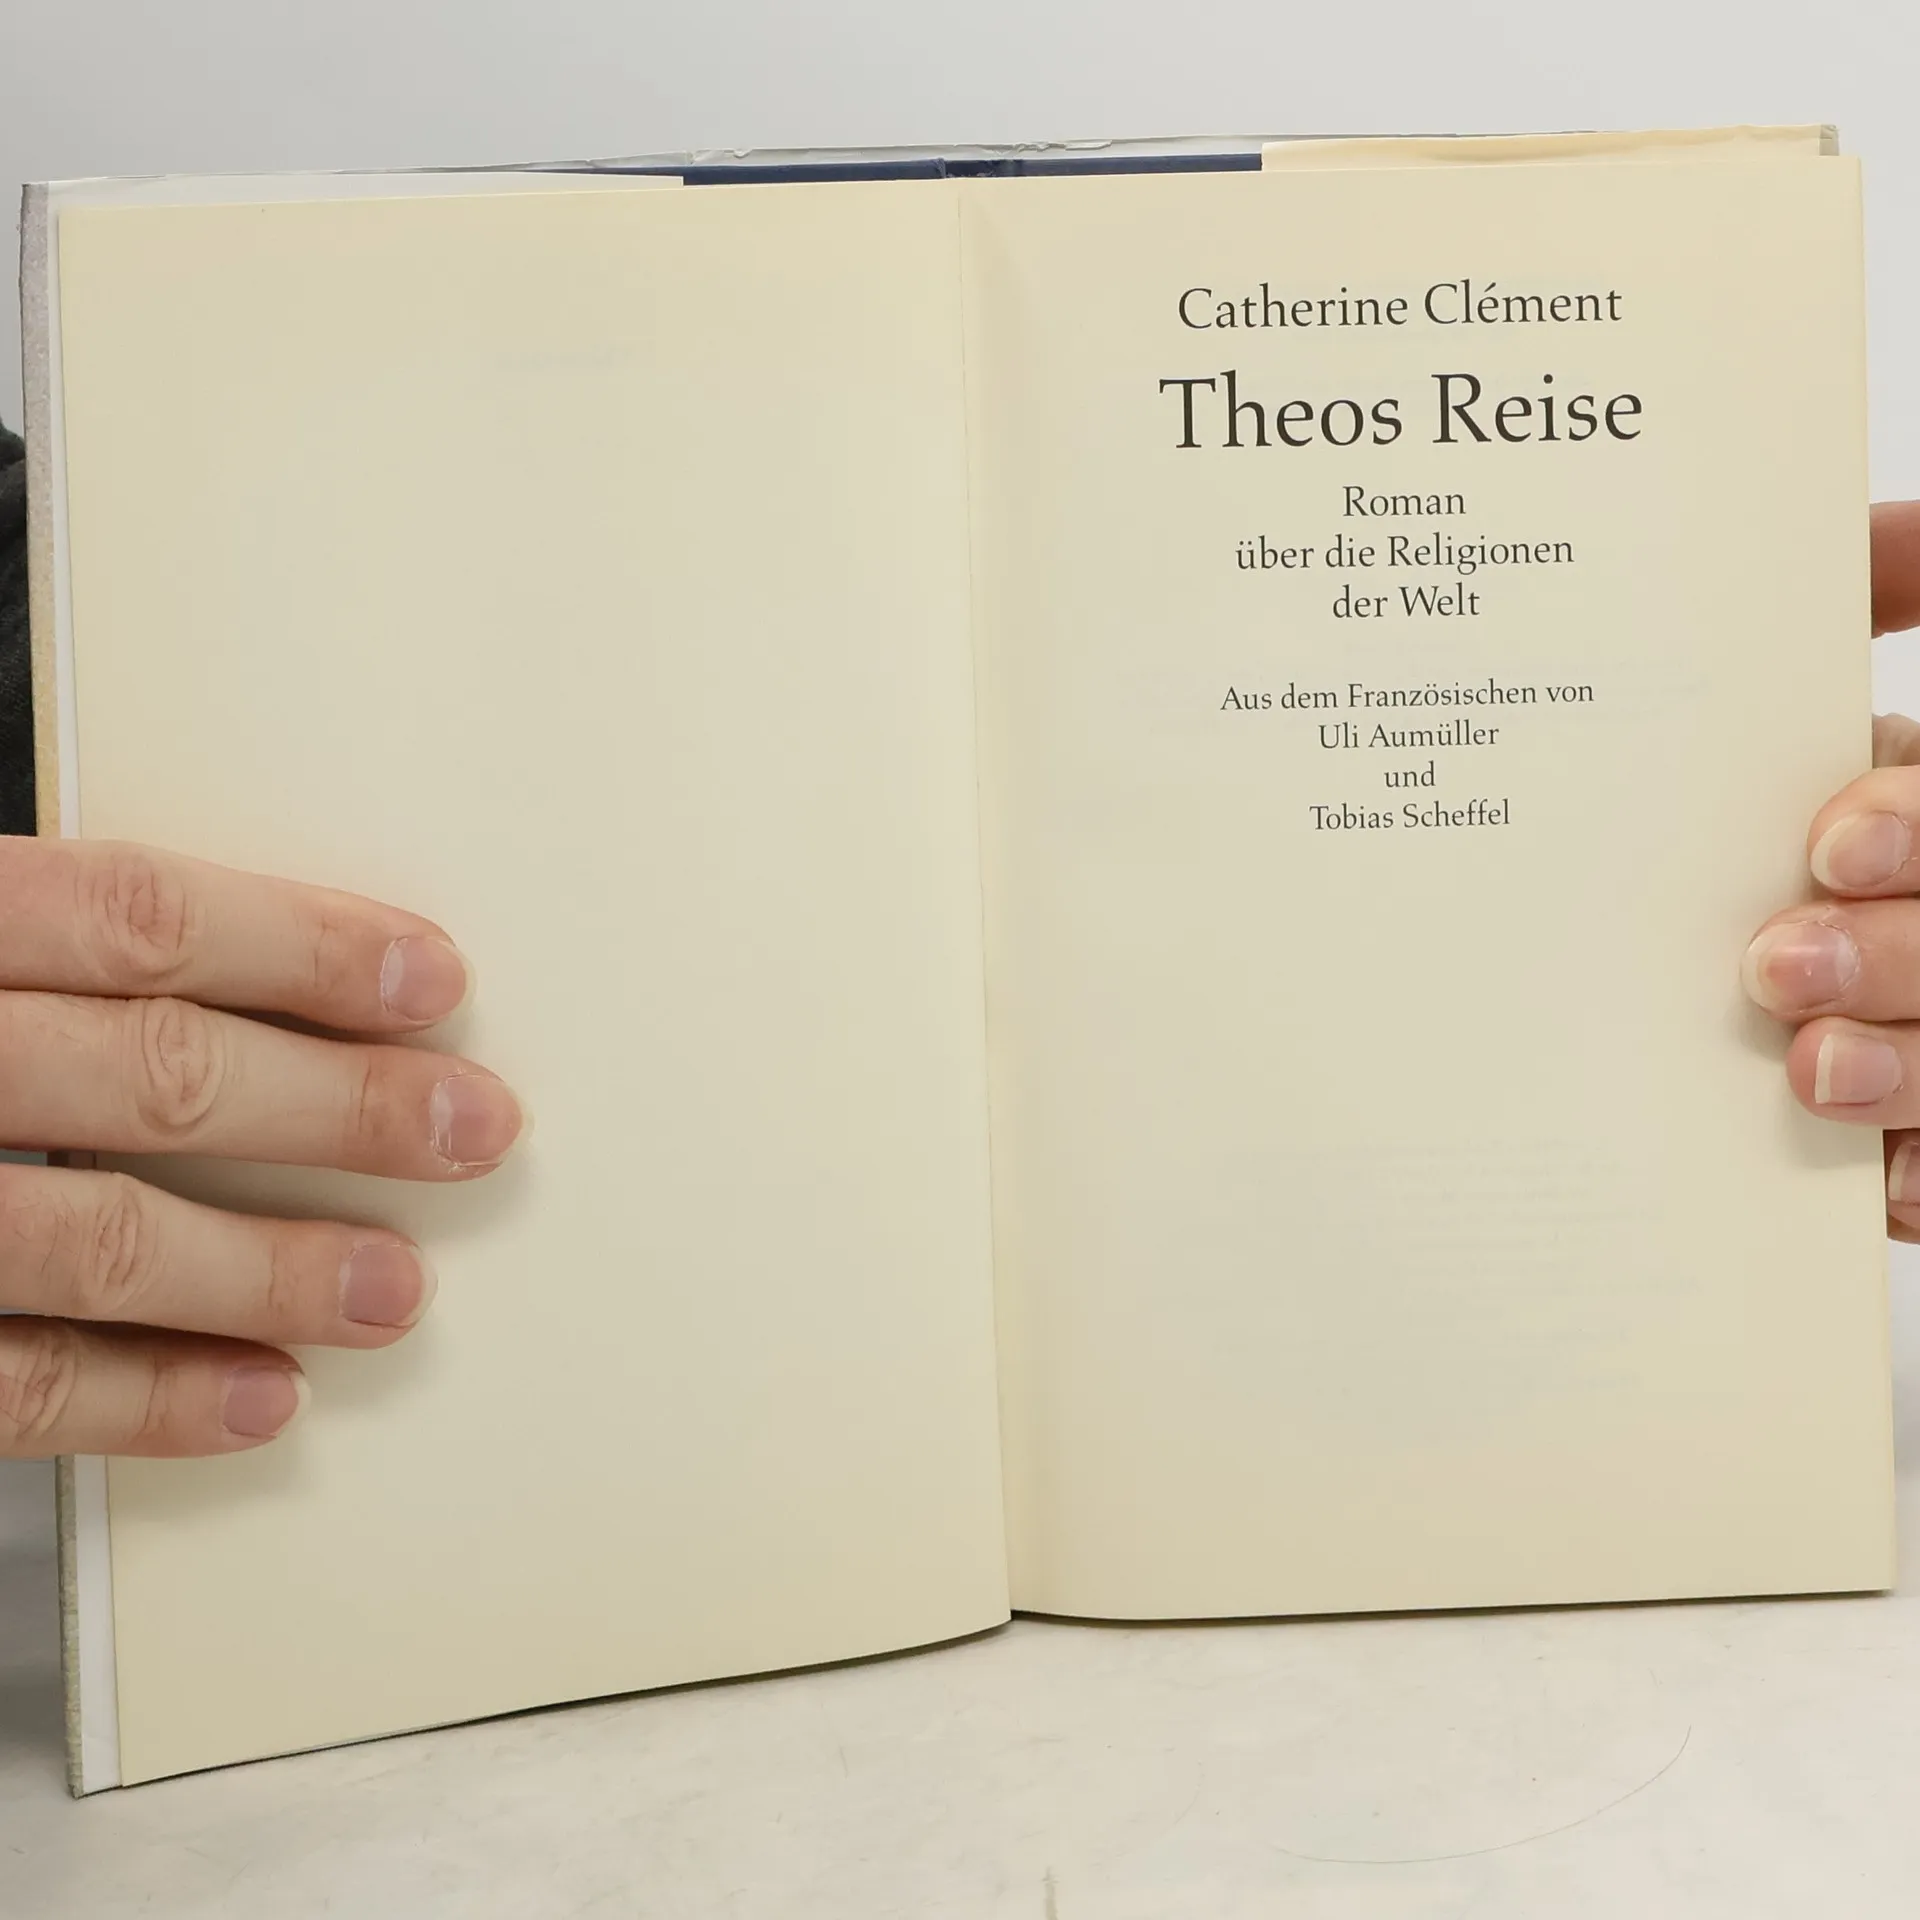 Catherine Clément
Theos Reise
Roman
über die Religionen
der Welt
Aus dem Französischen von
Uli Aumüller
und
Tobias Scheffel